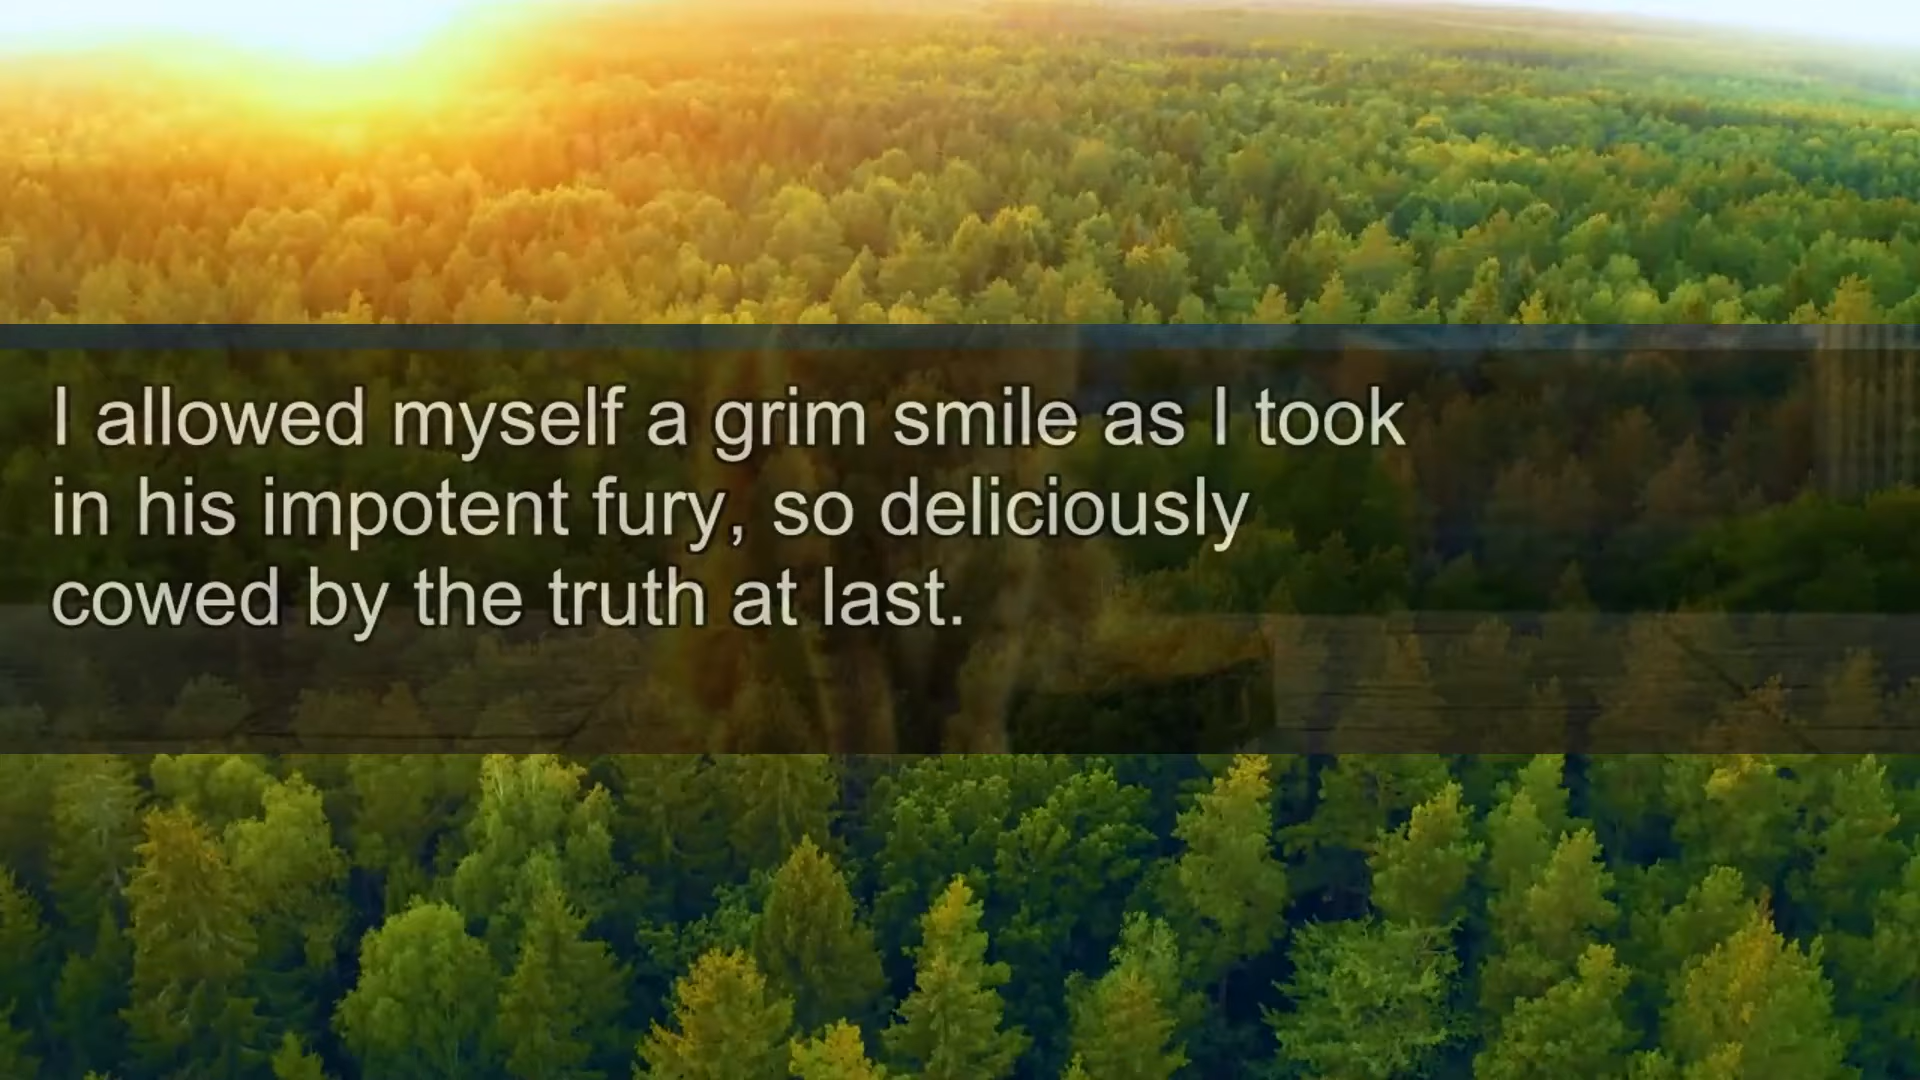 I allowed myself a grim smile as I took
in his impotent fury, so deliciously
cowed by the truth at last.